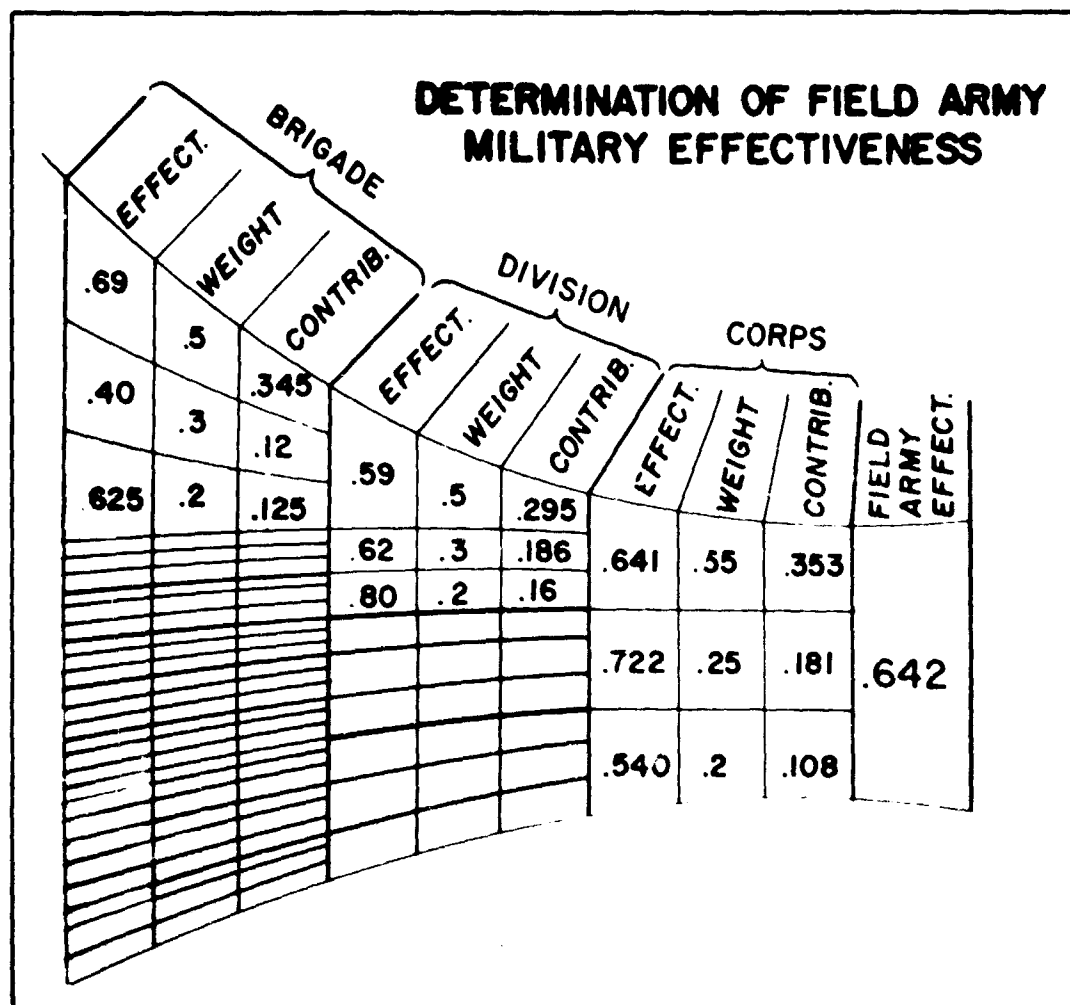 DETERMINATION OF FIELD ARMY
MILITARY EFFECTIVENESS
BRIGADE
EFFECT.
WEIGHT
CONTRIB.
DIVISION
EFFECT.
WEIGHT
CONTRIB.
CORPS
EFFECT.
WEIGHT
CONTRIB.
FIELD
ARMY
EFFECT.
.69 .5 .345
.40 .3 .12
.625 .2 .125
.59 .5 .295
.62 .3 .186
.80 .2 .16
.641 .55 .353
.722 .25 .181
.540 .2 .108
.642